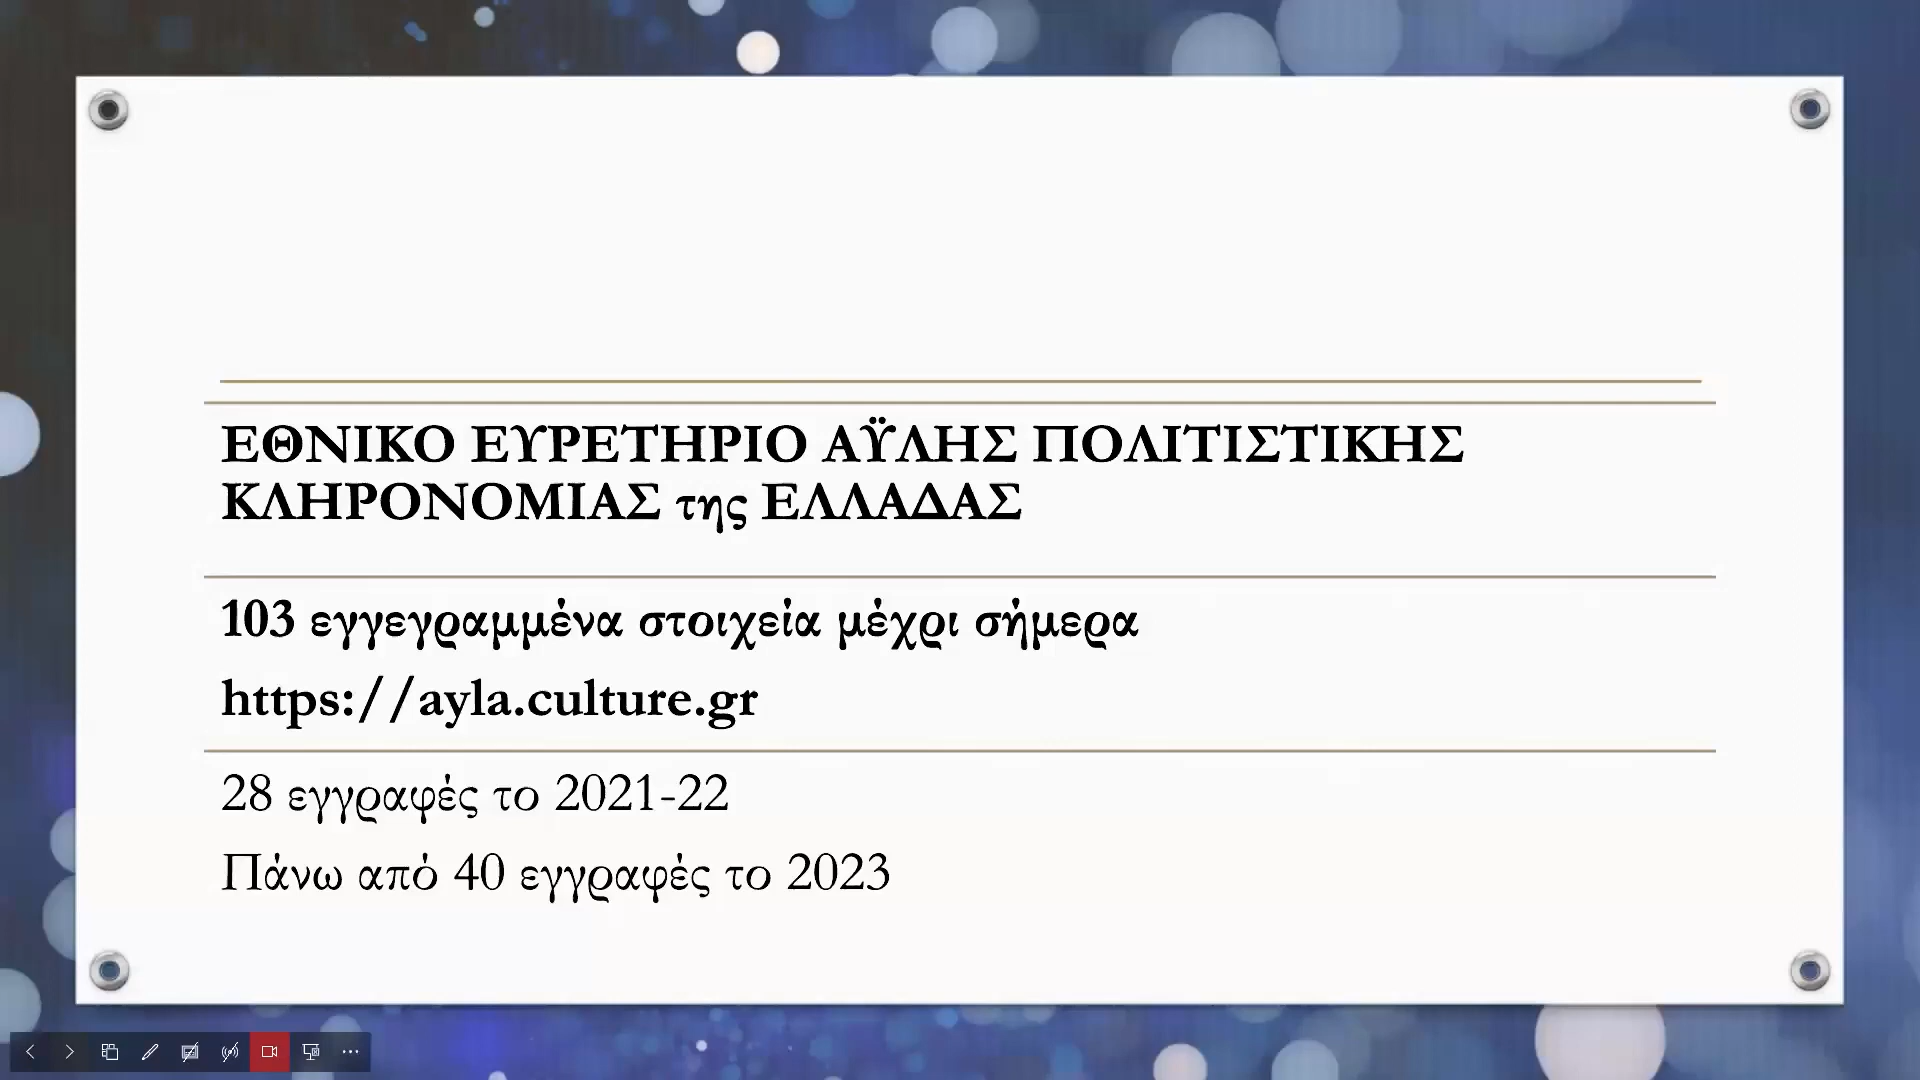 ΕΘΝΙΚΟ ΕΥΡΕΤΗΡΙΟ ΑΫΛΗΣ ΠΟΛΙΤΙΣΤΙΚΗΣ
ΚΛΗΡΟΝΟΜΙΑΣ της ΕΛΛΑΔΑΣ
103 εγγεγραμμένα στοιχεία μέχρι σήμερα
https://ayla.culture.gr
28 εγγραφές το 2021-22
Πάνω από 40 εγγραφές το 2023